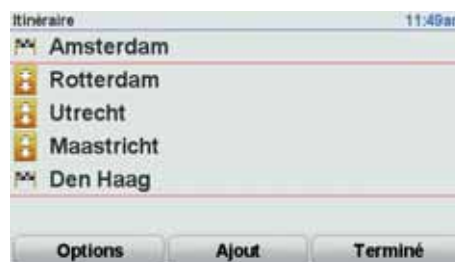 Itinéraire 11:49am
Amsterdam
Rotterdam
Utrecht
Maastricht
Den Haag
Options Ajout Terminé